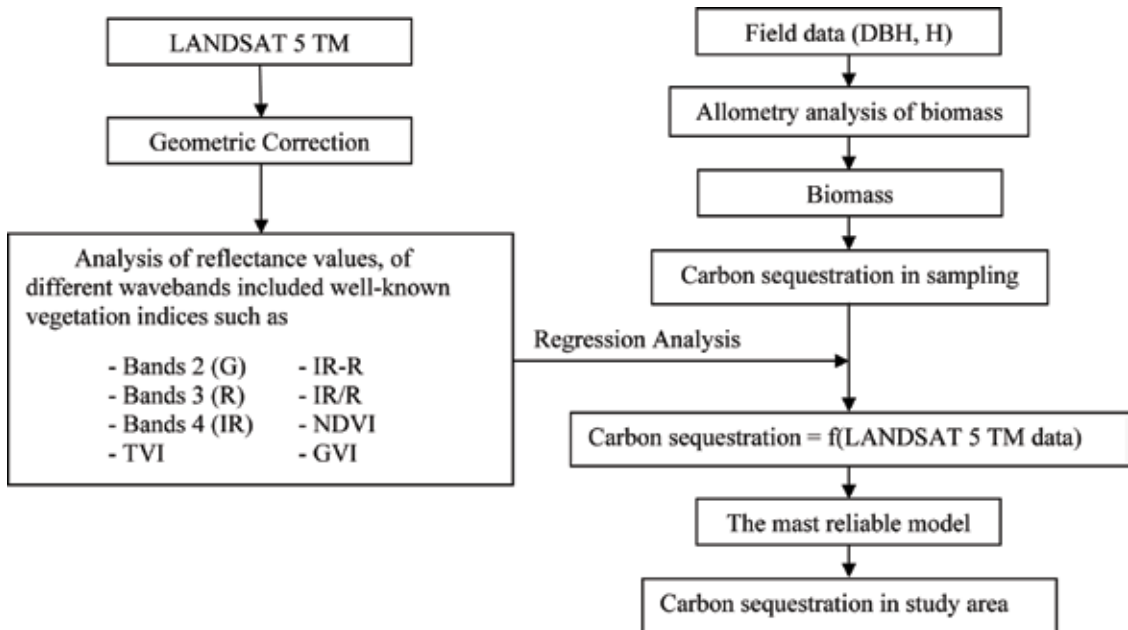 LANDSAT 5 TM
Geometric Correction
Analysis of reflectance values, of
different wavebands included well-known
vegetation indices such as
- Bands 2 (G)
- IR-R
- Bands 3 (R)
- IR/R
- Bands 4 (IR)
- NDVI
- TVI
- GVI
Regression Analysis
Field data (DBH, H)
Allometry analysis of biomass
Biomass
Carbon sequestration in sampling
Carbon sequestration = f(LANDSAT 5 TM data)
The mast reliable model
Carbon sequestration in study area